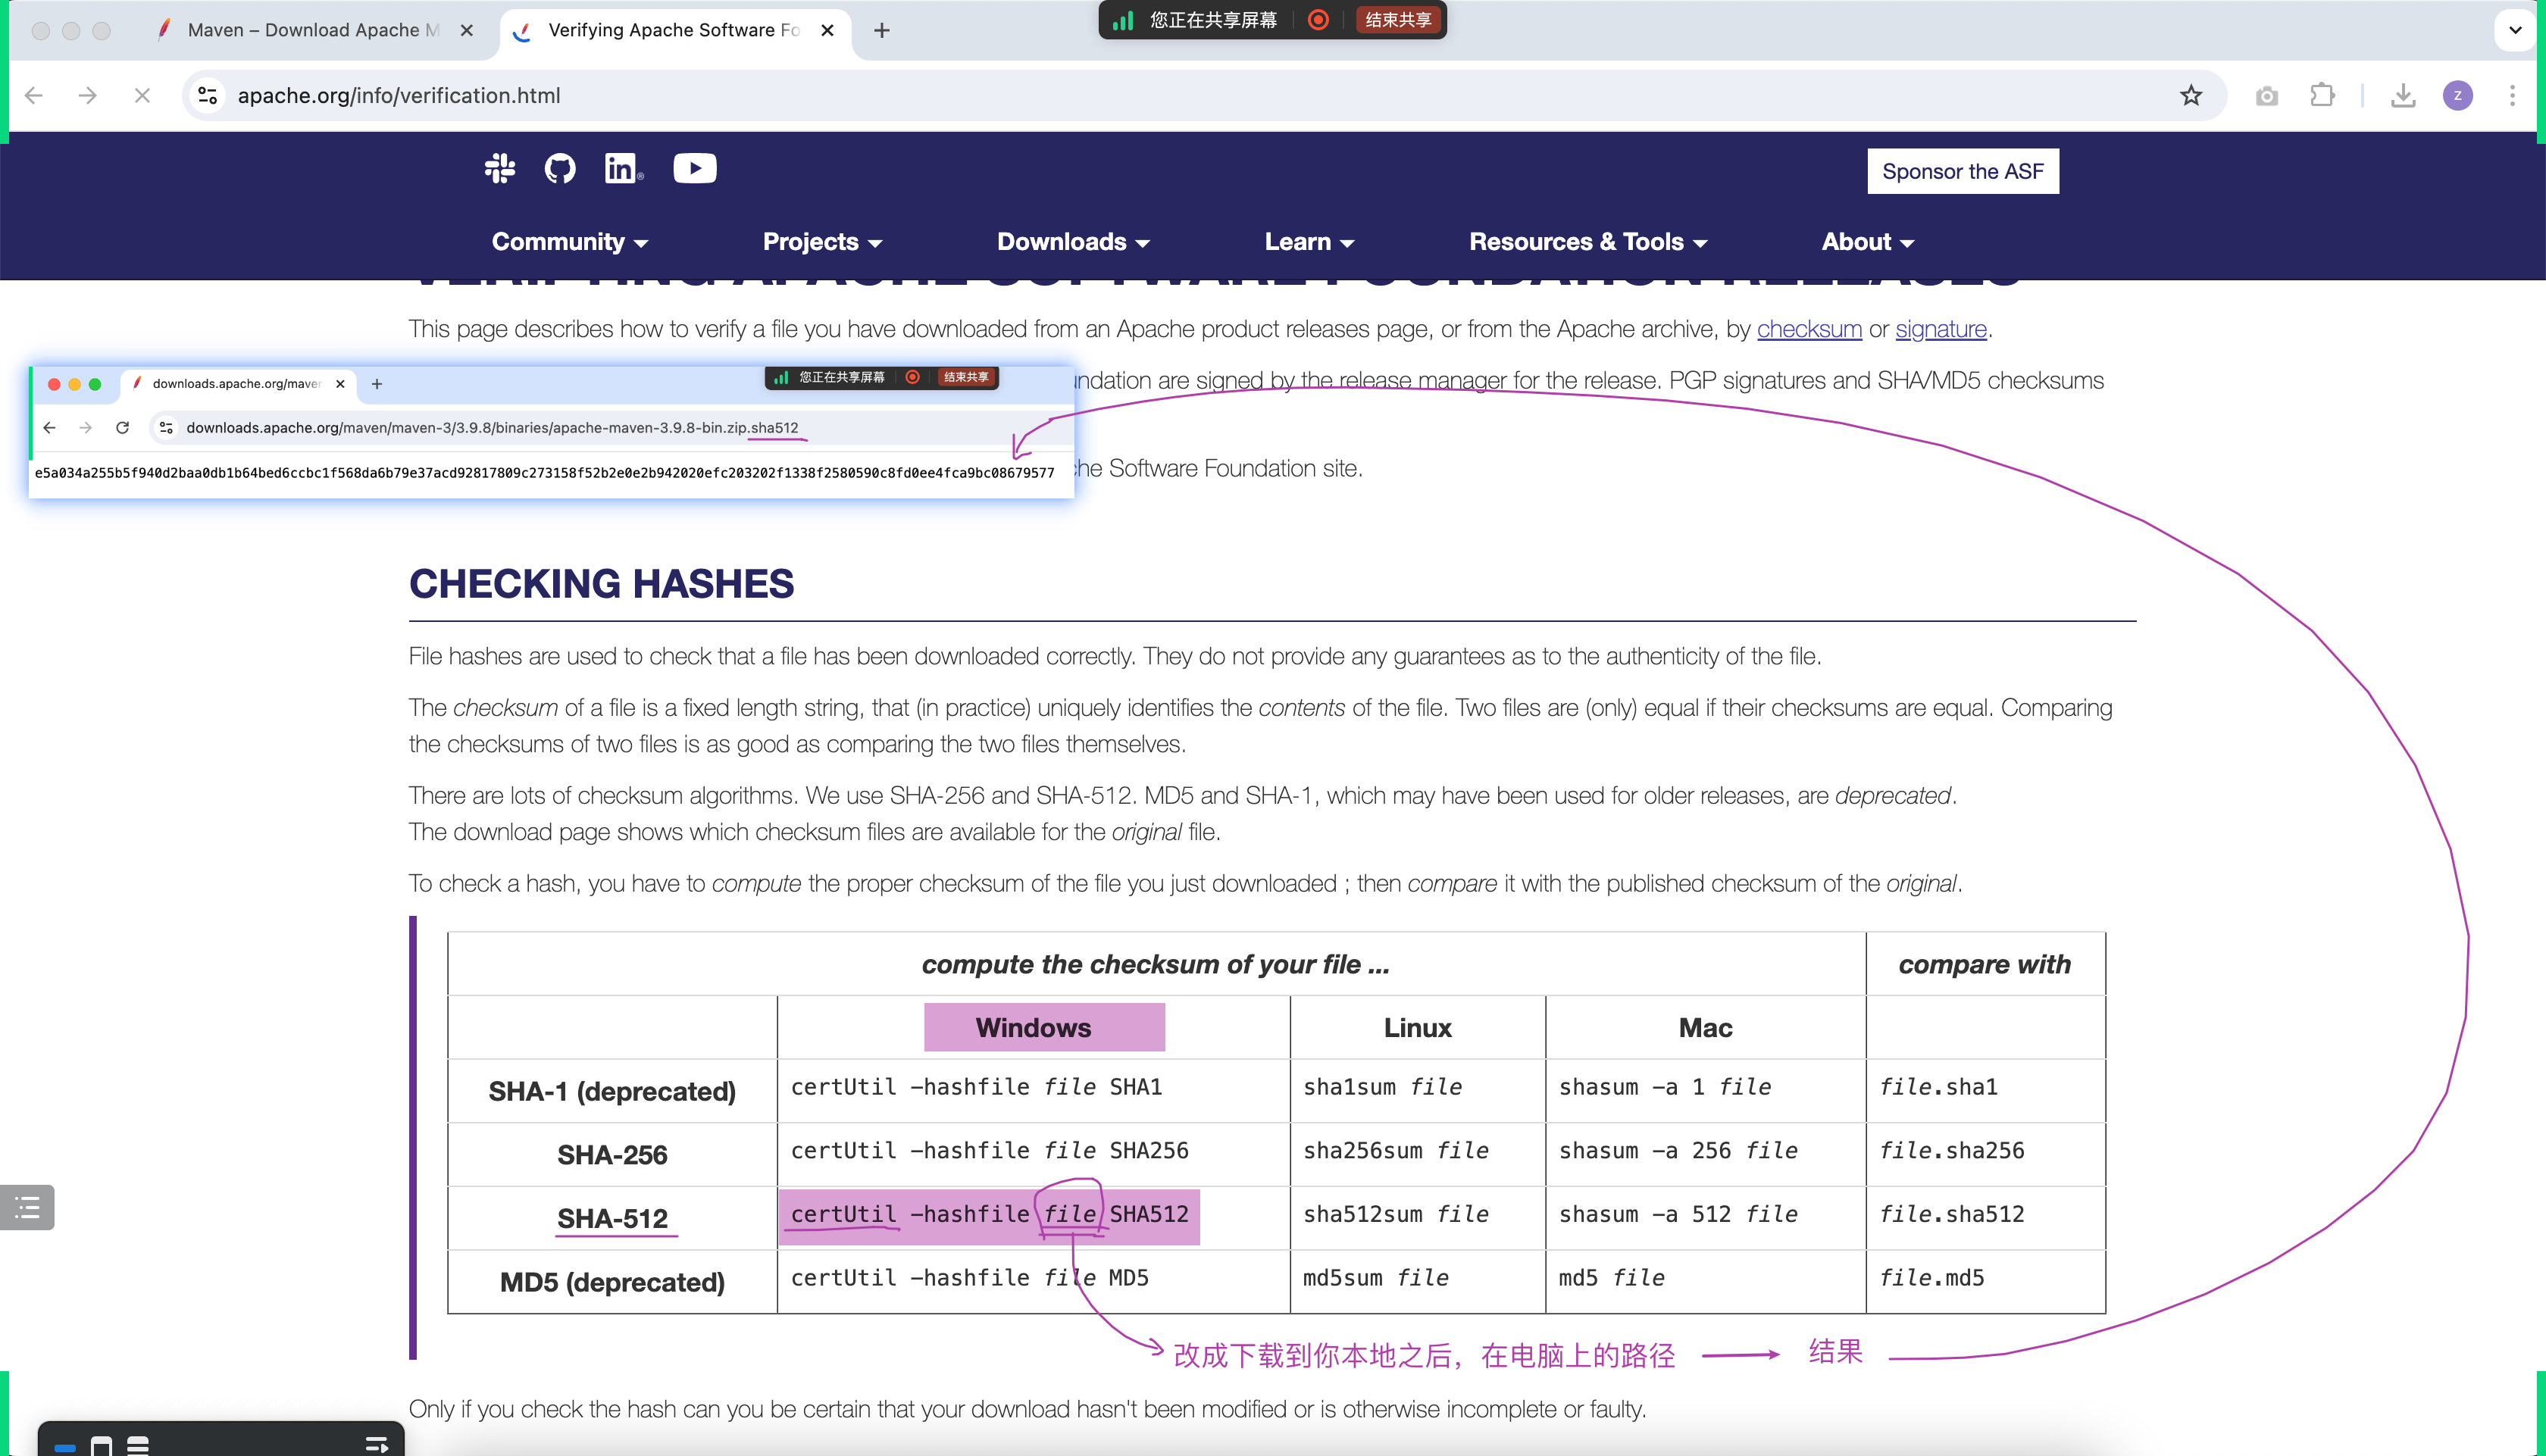 Maven – Download Apache M
Verifying Apache Software Fo
您正在共享屏幕
结束共享
apache.org/info/verification.html
z
in
Sponsor the ASF
Community
Projects
Downloads
Learn
Resources & Tools
About
This page describes how to verify a file you have downloaded from an Apache product releases page, or from the Apache archive, by checksum or signature.
downloads.apache.org/maven
您正在共享屏幕
结束共享
ndation are signed by the release manager for the release. PGP signatures and SHA/MD5 checksums
downloads.apache.org/maven/maven-3/3.9.8/binaries/apache-maven-3.9.8-bin.zip.sha512
e5a034a255b5f940d2baa0db1b64bed6ccbc1f568da6b79e37acd92817809c273158f52b2e0e2b942020efc203202f1338f2580590c8fd0ee4fca9bc08679577
he Software Foundation site.
CHECKING HASHES
File hashes are used to check that a file has been downloaded correctly. They do not provide any guarantees as to the authenticity of the file.
The checksum of a file is a fixed length string, that (in practice) uniquely identifies the contents of the file. Two files are (only) equal if their checksums are equal. Comparing
the checksums of two files is as good as comparing the two files themselves.
There are lots of checksum algorithms. We use SHA-256 and SHA-512. MD5 and SHA-1, which may have been used for older releases, are deprecated.
The download page shows which checksum files are available for the original file.
To check a hash, you have to compute the proper checksum of the file you just downloaded ; then compare it with the published checksum of the original.
compute the checksum of your file ... compare with
Windows Linux Mac
SHA-1 (deprecated) certUtil -hashfile file SHA1 sha1sum file shasum -a 1 file file.sha1
SHA-256 certUtil -hashfile file SHA256 sha256sum file shasum -a 256 file file.sha256
SHA-512 certUtil -hashfile file SHA512 sha512sum file shasum -a 512 file file.sha512
MD5 (deprecated) certUtil -hashfile file MD5 md5sum file md5 file file.md5
改成下载到你本地之后，在电脑上的路径 结果
Only if you check the hash can you be certain that your download hasn't been modified or is otherwise incomplete or faulty.